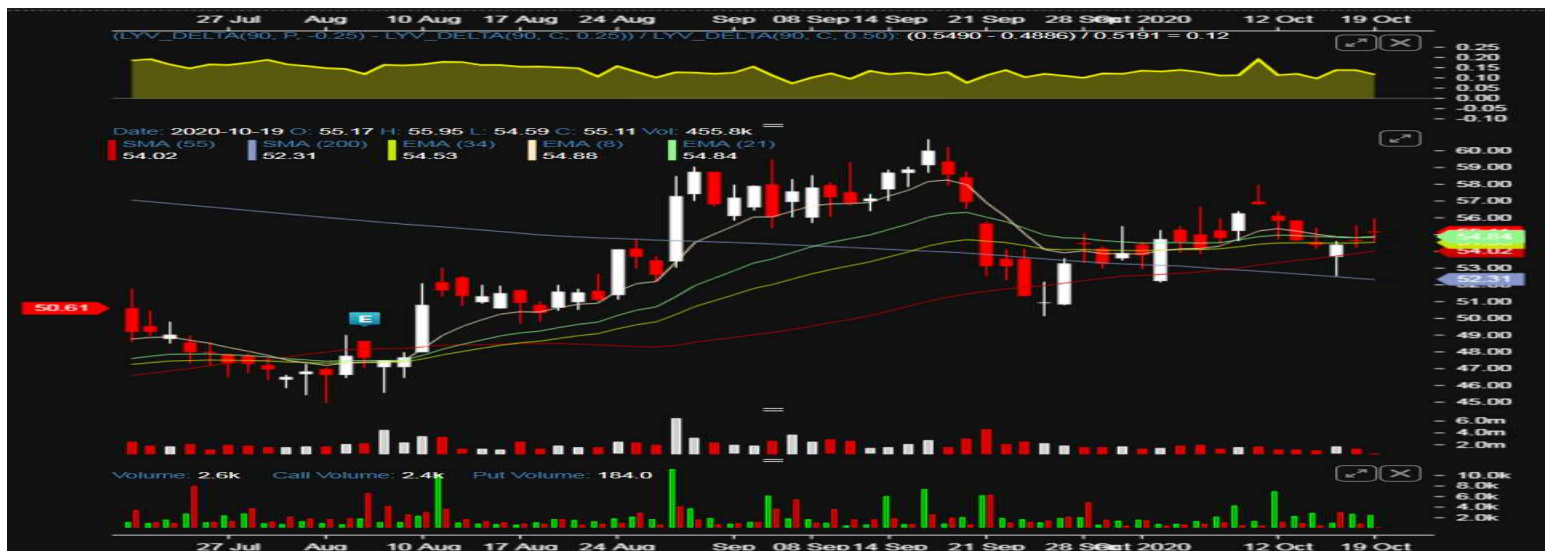 27 Jul Aug 10 Aug 17 Aug 24 Aug Sep 08 Sep 14 Sep 21 Sep 28 Sep Oct 2020 12 Oct 19 Oct
(LYV_DELTA(90, P, -0.25) - LYV_DELTA(90, C, 0.25)) / LYV_DELTA(90, C, 0.50): (0.5490 - 0.4886) / 0.5191 = 0.12
0.25
0.20
0.15
0.10
0.05
0.00
-0.05
-0.10
Date: 2020-10-19 O: 55.17 H: 55.95 L: 54.59 C: 55.11 Vol: 455.8k
SMA (55) SMA (200) EMA (34) EMA (8) EMA (21)
54.02 52.31 54.53 54.88 54.84
60.00
59.00
58.00
57.00
56.00
54.84
54.02
53.00
52.31
51.00
50.00
49.00
48.00
47.00
46.00
45.00
50.61
E
6.0m
4.0m
2.0m
Volume: 2.6k Call Volume: 2.4k Put Volume: 184.0
10.0k
8.0k
6.0k
4.0k
2.0k
27 Jul Aug 10 Aug 17 Aug 24 Aug Sep 08 Sep 14 Sep 21 Sep 28 Sep Oct 2020 12 Oct 19 Oct